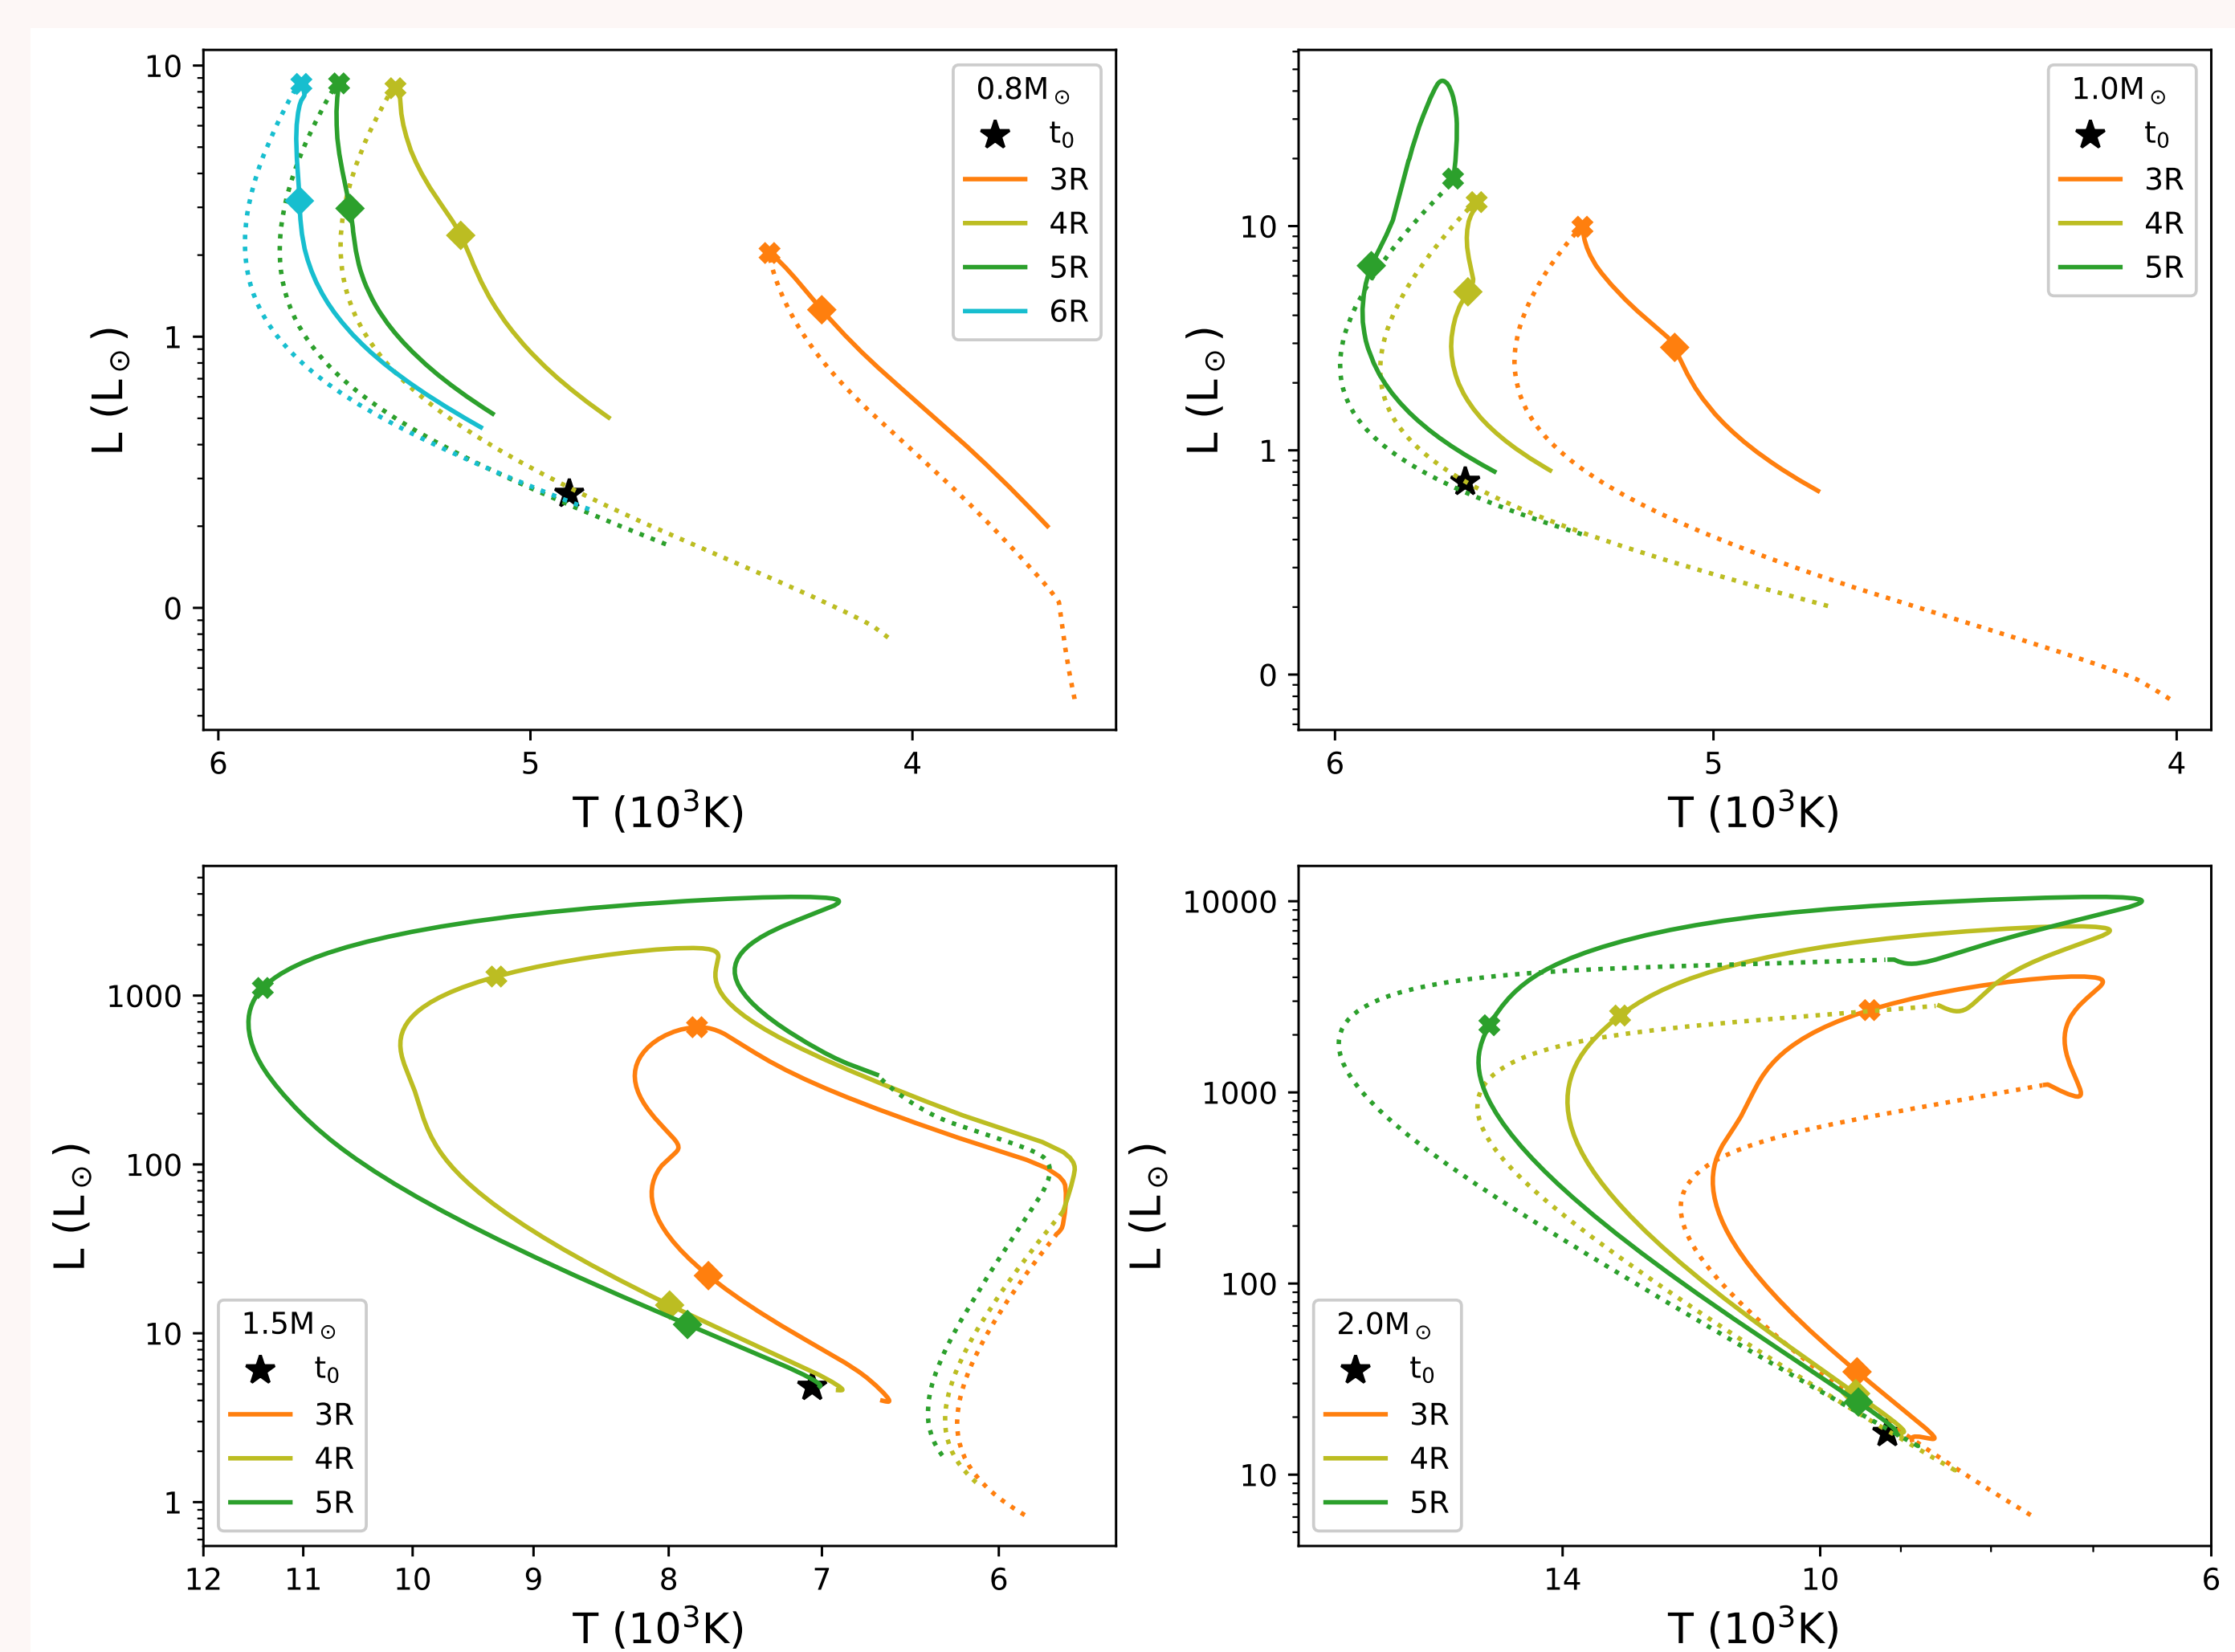 10
1
0
L (L⊙)
6 5 4
T (10³K)
0.8M⊙
t₀
3R
4R
5R
6R
10
1
0
L (L⊙)
6 5 4
T (10³K)
1.0M⊙
t₀
3R
4R
5R
1000
100
10
1
L (L⊙)
12 11 10 9 8 7 6
T (10³K)
1.5M⊙
t₀
3R
4R
5R
10000
1000
100
10
L (L⊙)
14 10 6
T (10³K)
2.0M⊙
t₀
3R
4R
5R